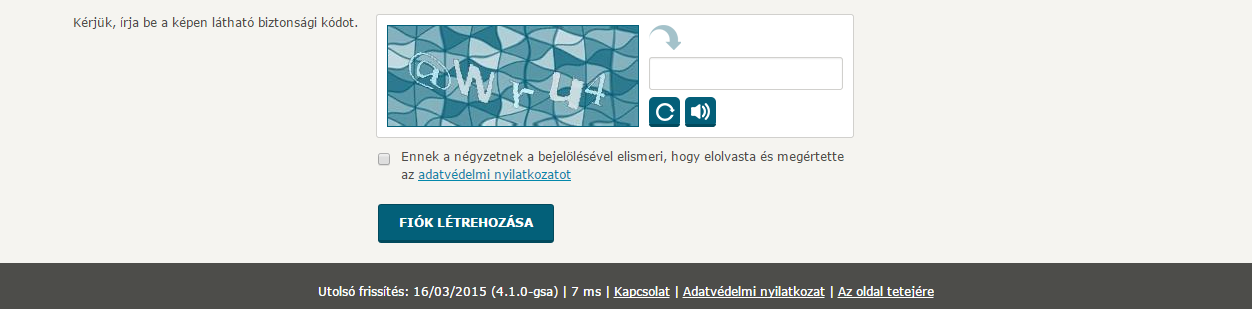 Kérjük, írja be a képen látható biztonsági kódot.
Ennek a négyzetnek a bejelölésével elismeri, hogy elolvasta és megértette
az adatvédelmi nyilatkozatot
FIÓK LÉTREHOZÁSA
Utolsó frissítés: 16/03/2015 (4.1.0-gsa) | 7 ms | Kapcsolat | Adatvédelmi nyilatkozat | Az oldal tetejére